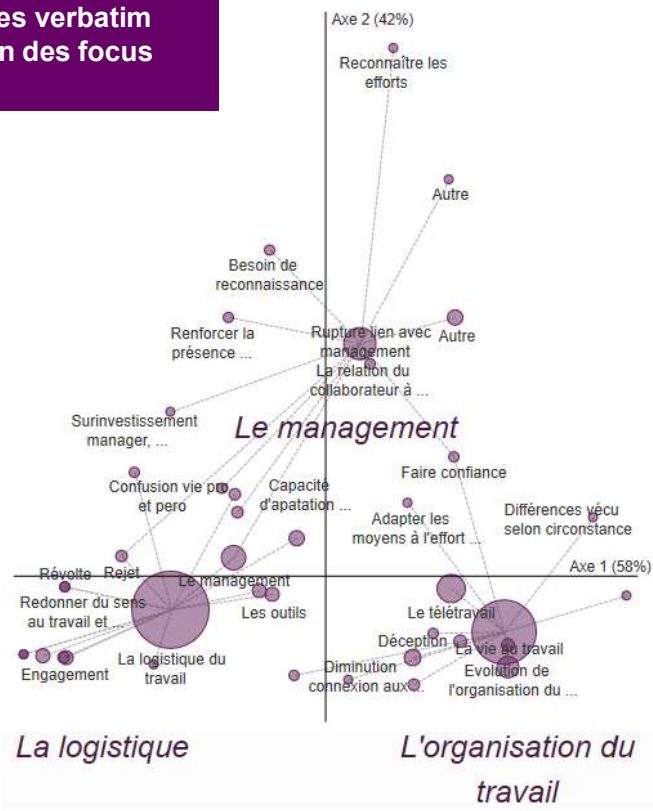 es verbatim
n des focus
Axe 2 (42%)
Reconnaître les
efforts
Autre
Besoin de
reconnaissance
Renforcer la
présence ...
Rupture lien avec
management
Autre
La relation du
collaborateur à ...
Surinvestissement
manager, ...
Le management
Faire confiance
Confusion vie pro
et pero
Capacité
d'apatation ...
Adapter les
moyens à l'effort ...
Différences vécu
selon circonstance
Axe 1 (58%)
Révolte
Rejet
Le management
Redonner du sens
au travail et ...
Les outils
Le télétravail
Déception
La vie au travail
La logistique du
travail
Engagement
Diminution
connexion aux ...
Evolution de
l'organisation du ...
La logistique
L'organisation du
travail